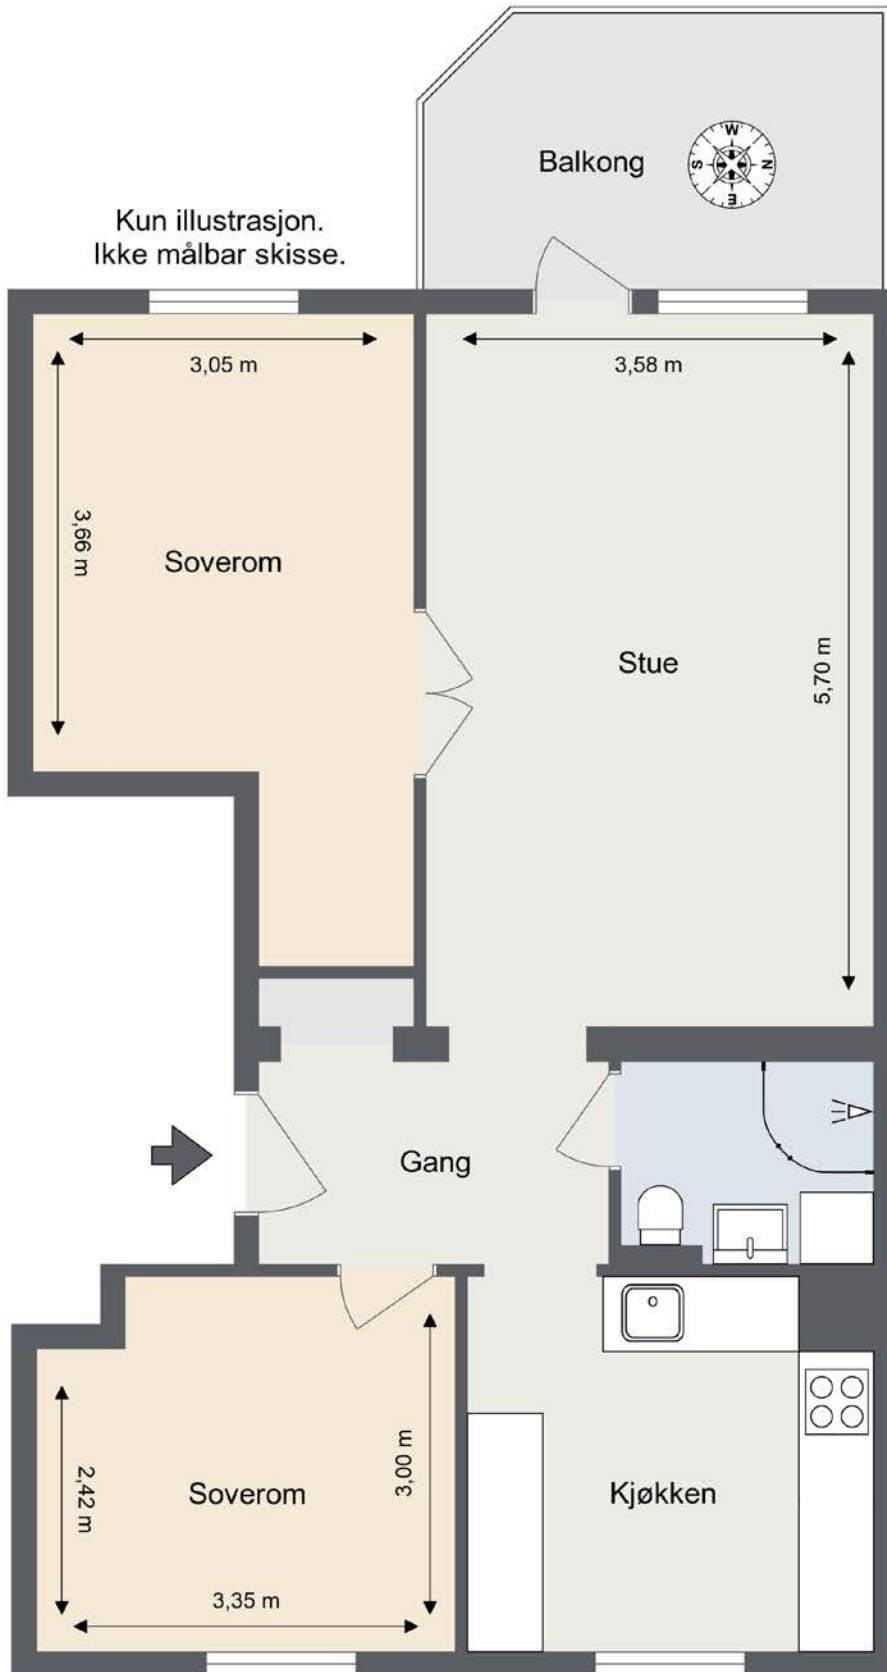 W
S
N
E
Balkong
Kun illustrasjon.
Ikke målbar skisse.
3,05 m
3,58 m
3,66 m
Soverom
Stue
5,70 m
Gang
2,42 m
Soverom
3,00 m
Kjøkken
3,35 m